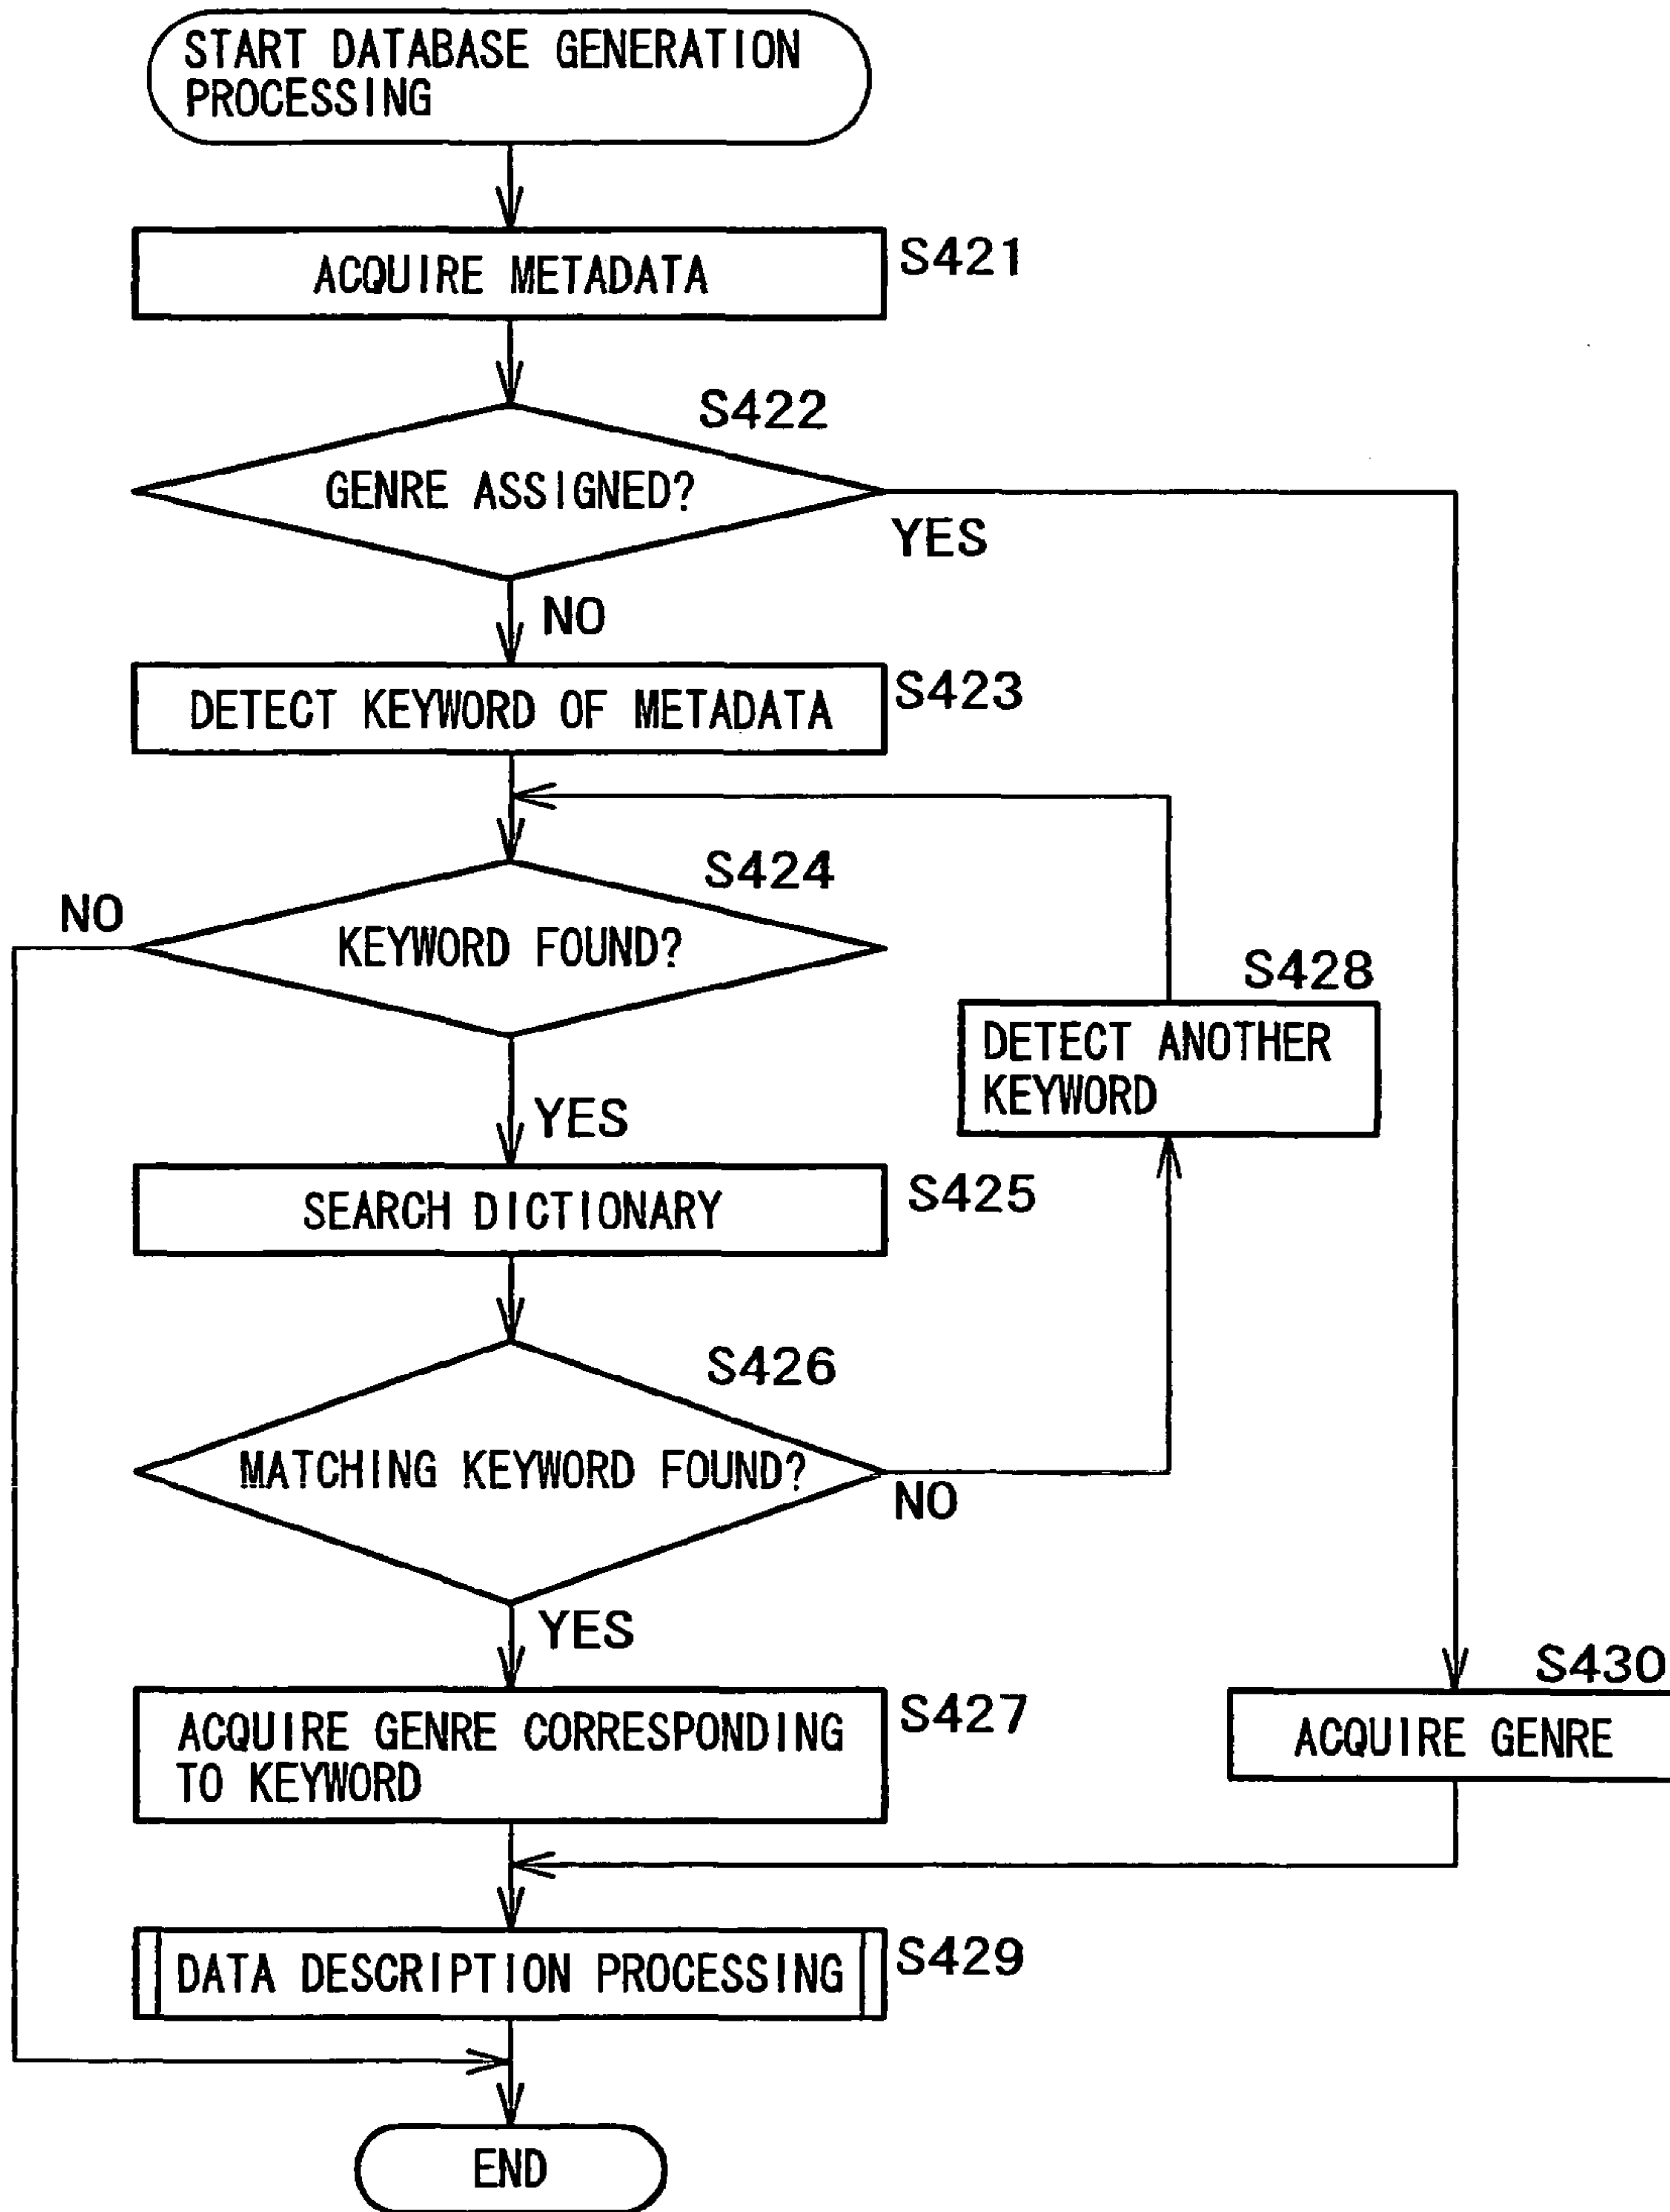 START DATABASE GENERATION
PROCESSING
ACQUIRE METADATA
S421
S422
GENRE ASSIGNED?
YES
NO
DETECT KEYWORD OF METADATA
S423
S424
NO
KEYWORD FOUND?
S428
DETECT ANOTHER
KEYWORD
YES
SEARCH DICTIONARY
S425
S426
MATCHING KEYWORD FOUND?
NO
YES
S430
ACQUIRE GENRE CORRESPONDING
TO KEYWORD
S427
ACQUIRE GENRE
DATA DESCRIPTION PROCESSING
S429
END